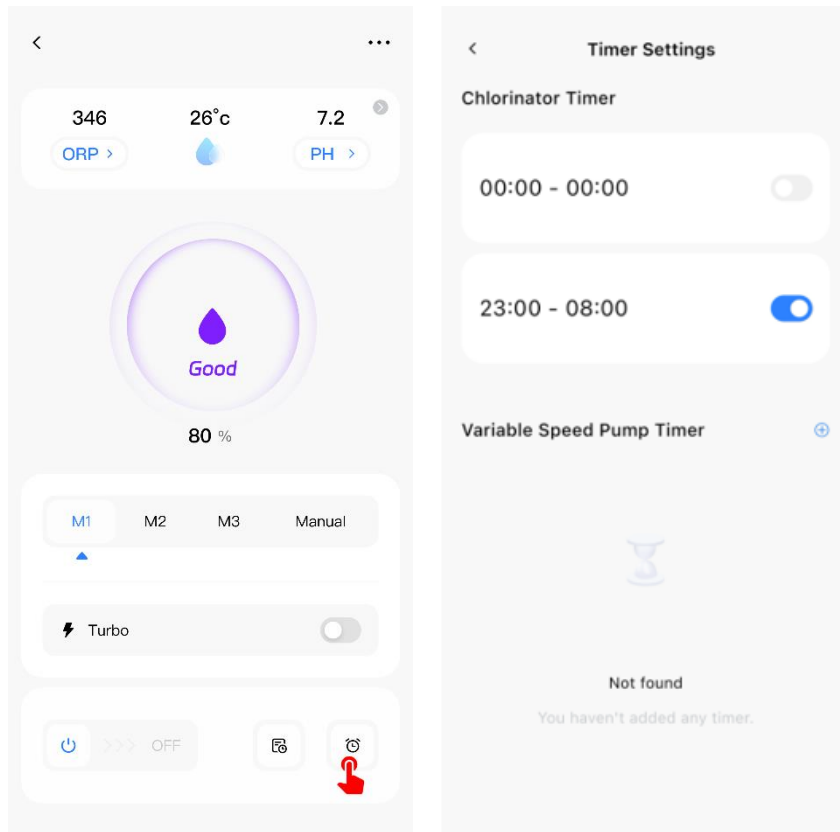 346 26°c 7.2
ORP > PH >
Good
80 %
M1 M2 M3 Manual
Turbo
>>> OFF
Timer Settings
Chlorinator Timer
00:00 - 00:00
23:00 - 08:00
Variable Speed Pump Timer
Not found
You haven't added any timer.